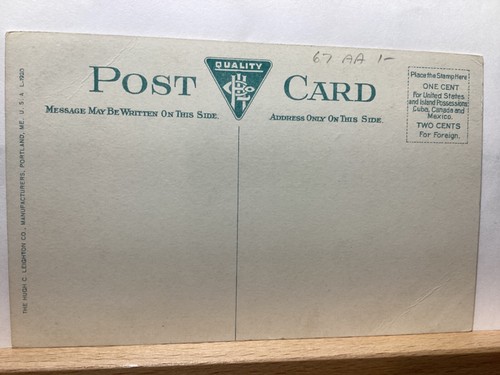 67 AA 1-
QUALITY
POST CARD
MESSAGE MAY BE WRITTEN ON THIS SIDE.
ADDRESS ONLY ON THIS SIDE.
Place the Stamp Here
ONE CENT
for United States
and Island Possessions
Cuba, Canada and
Mexico.
TWO CENTS
For Foreign.
THE HUGH C. LEIGHTON CO., MANUFACTURERS, PORTLAND, ME. U. S. A.